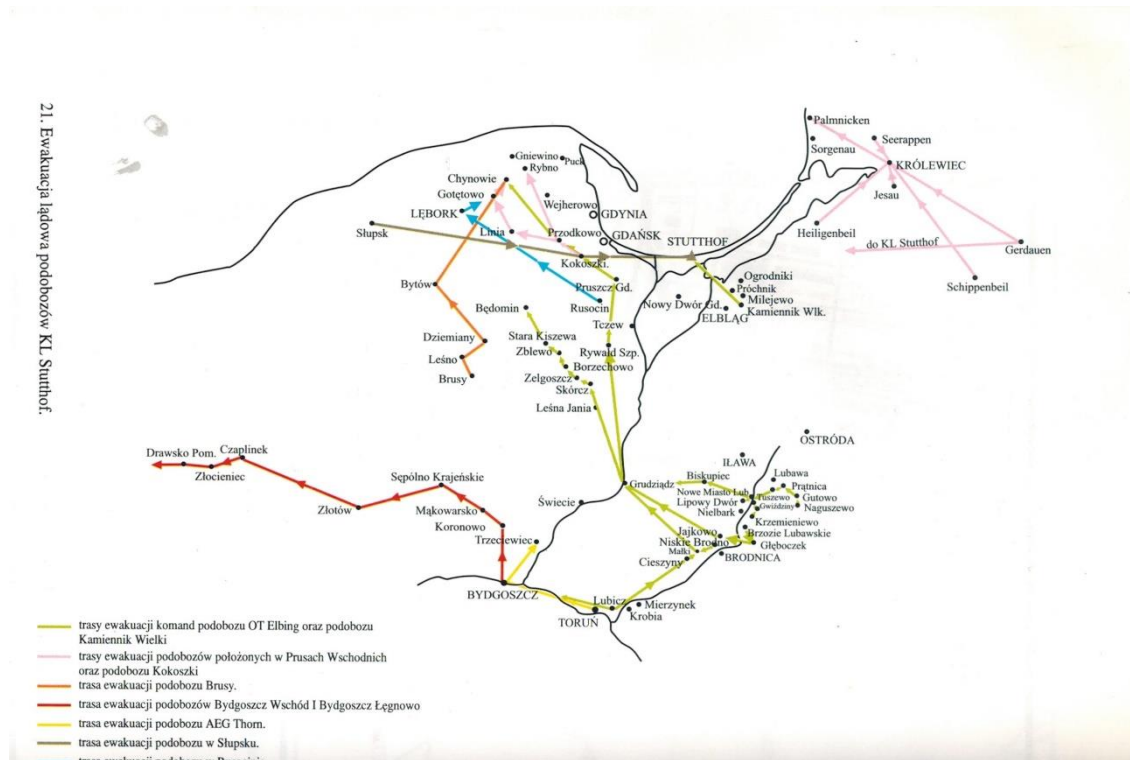 21. Ewakuacja lądowa podobozów KL Stutthof.
Palmnicken
Seerappen
Sorgenau
KRÓLEWIEC
Jesau
Heiligenbeil
Gerdauen
do KL Stutthof
Schippenbeil
Gniewino
Puck
Rybno
Chynowie
Gotętowo
Wejherowo
LĘBORK
GDYNIA
Słupsk
Linia
Przodkowo
GDAŃSK
STUTTHOF
Kokoszki.
Pruszcz Gd.
Ogrodniki
Próchnik
Milejewo
Nowy Dwór Gd.
Kamiennik Wlk.
ELBLĄG
Bytów
Rusocin
Będomin
Tczew
Dziemiany
Stara Kiszewa
Zblewo
Rywałd Szp.
Leśno
Borzechowo
Brusy
Zelgoszcz
Skórcz
Leśna Jania
OSTRÓDA
Drawsko Pom.
Czaplinek
Złocieniec
IŁAWA
Sępólno Krajeńskie
Grudziądz
Biskupiec
Lubawa
Prątnica
Nowe Miasto Lub.
Tuszewo
Gutowo
Lipowy Dwór
Gwiździny
Naguszewo
Złotów
Świecie
Nielbark
Mąkowarsko
Krzemieniewo
Koronowo
Jajkowo
Brzozie Lubawskie
Trzeciewiec
Niskie Brodno
Głęboczek
Małki
BRODNICA
Cieszyny
BYDGOSZCZ
Lubicz
Mierzynek
TORUŃ
Krobia
trasy ewakuacji komand podobozu OT Elbing oraz podobozu
Kamiennik Wielki
trasy ewakuacji podobozów położonych w Prusach Wschodnich
oraz podobozu Kokoszki
trasa ewakuacji podobozu Brusy.
trasa ewakuacji podobozów Bydgoszcz Wschód I Bydgoszcz Łęgnowo
trasa ewakuacji podobozu AEG Thorn.
trasa ewakuacji podobozu w Słupsku.